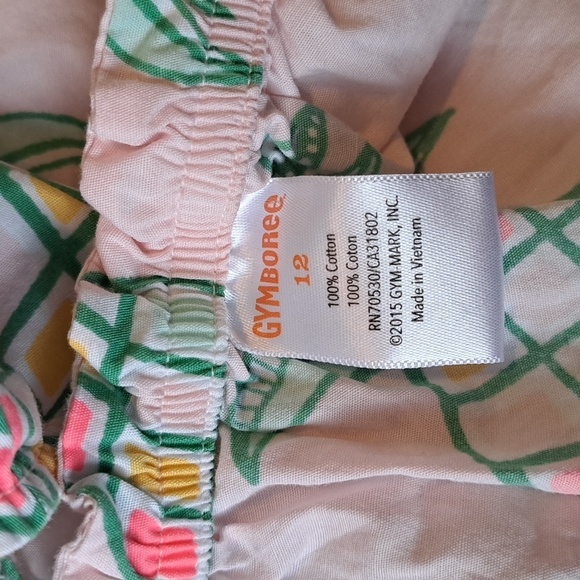 GYMBOREE
12
100% Cotton
100% Coton
RN70530/CA31802
©2015 GYM-MARK, INC.
Made in Vietnam